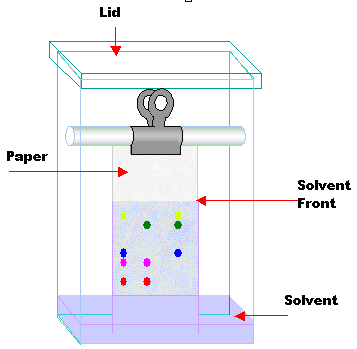 Lid
Paper
Solvent
Front
Solvent